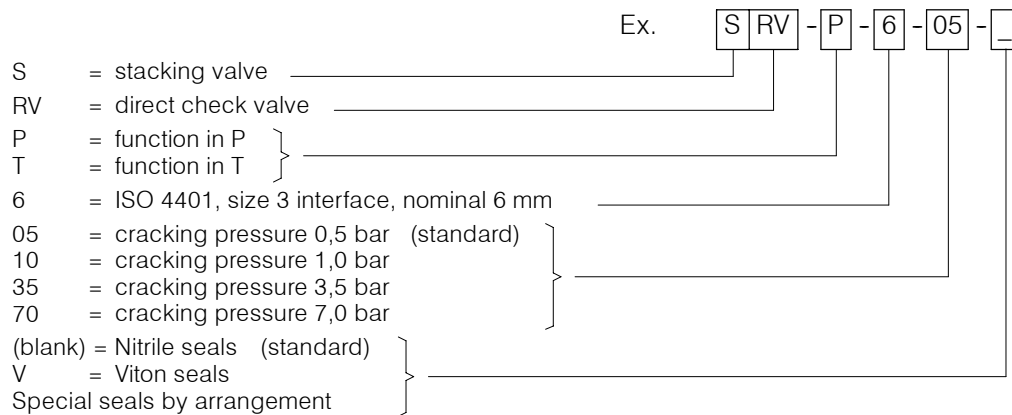 Ex. S RV - P - 6 - 05 - _
S = stacking valve
RV = direct check valve
P = function in P
T = function in T
6 = ISO 4401, size 3 interface, nominal 6 mm
05 = cracking pressure 0,5 bar (standard)
10 = cracking pressure 1,0 bar
35 = cracking pressure 3,5 bar
70 = cracking pressure 7,0 bar
(blank) = Nitrile seals (standard)
V = Viton seals
Special seals by arrangement